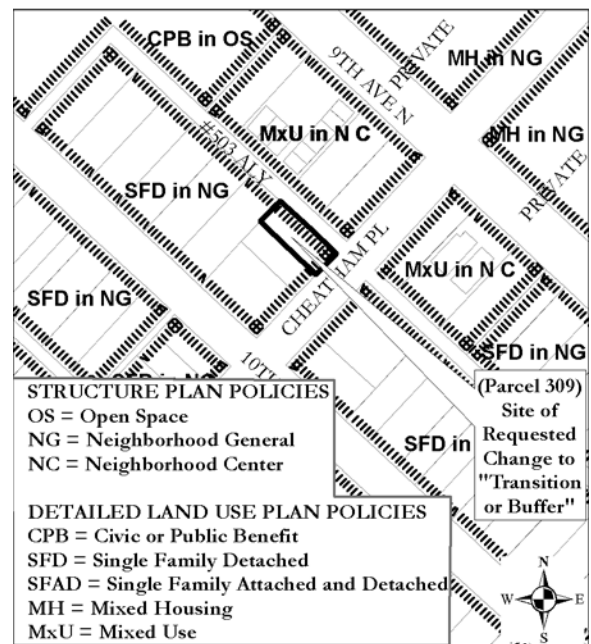 CPB in OS
9TH AVE N
PRIVATE
MH in NG
MxU in N C
#503 ALY
MH in NG
SFD in NG
PRIVATE
CHEATHAM PL
MxU in N C
SFD in NG
SFD in NG
10TH
SFD in
(Parcel 309)
Site of
Requested
Change to
"Transition
or Buffer"
STRUCTURE PLAN POLICIES
OS = Open Space
NG = Neighborhood General
NC = Neighborhood Center
DETAILED LAND USE PLAN POLICIES
CPB = Civic or Public Benefit
SFD = Single Family Detached
SFAD = Single Family Attached and Detached
MH = Mixed Housing
MxU = Mixed Use
N
W E
S